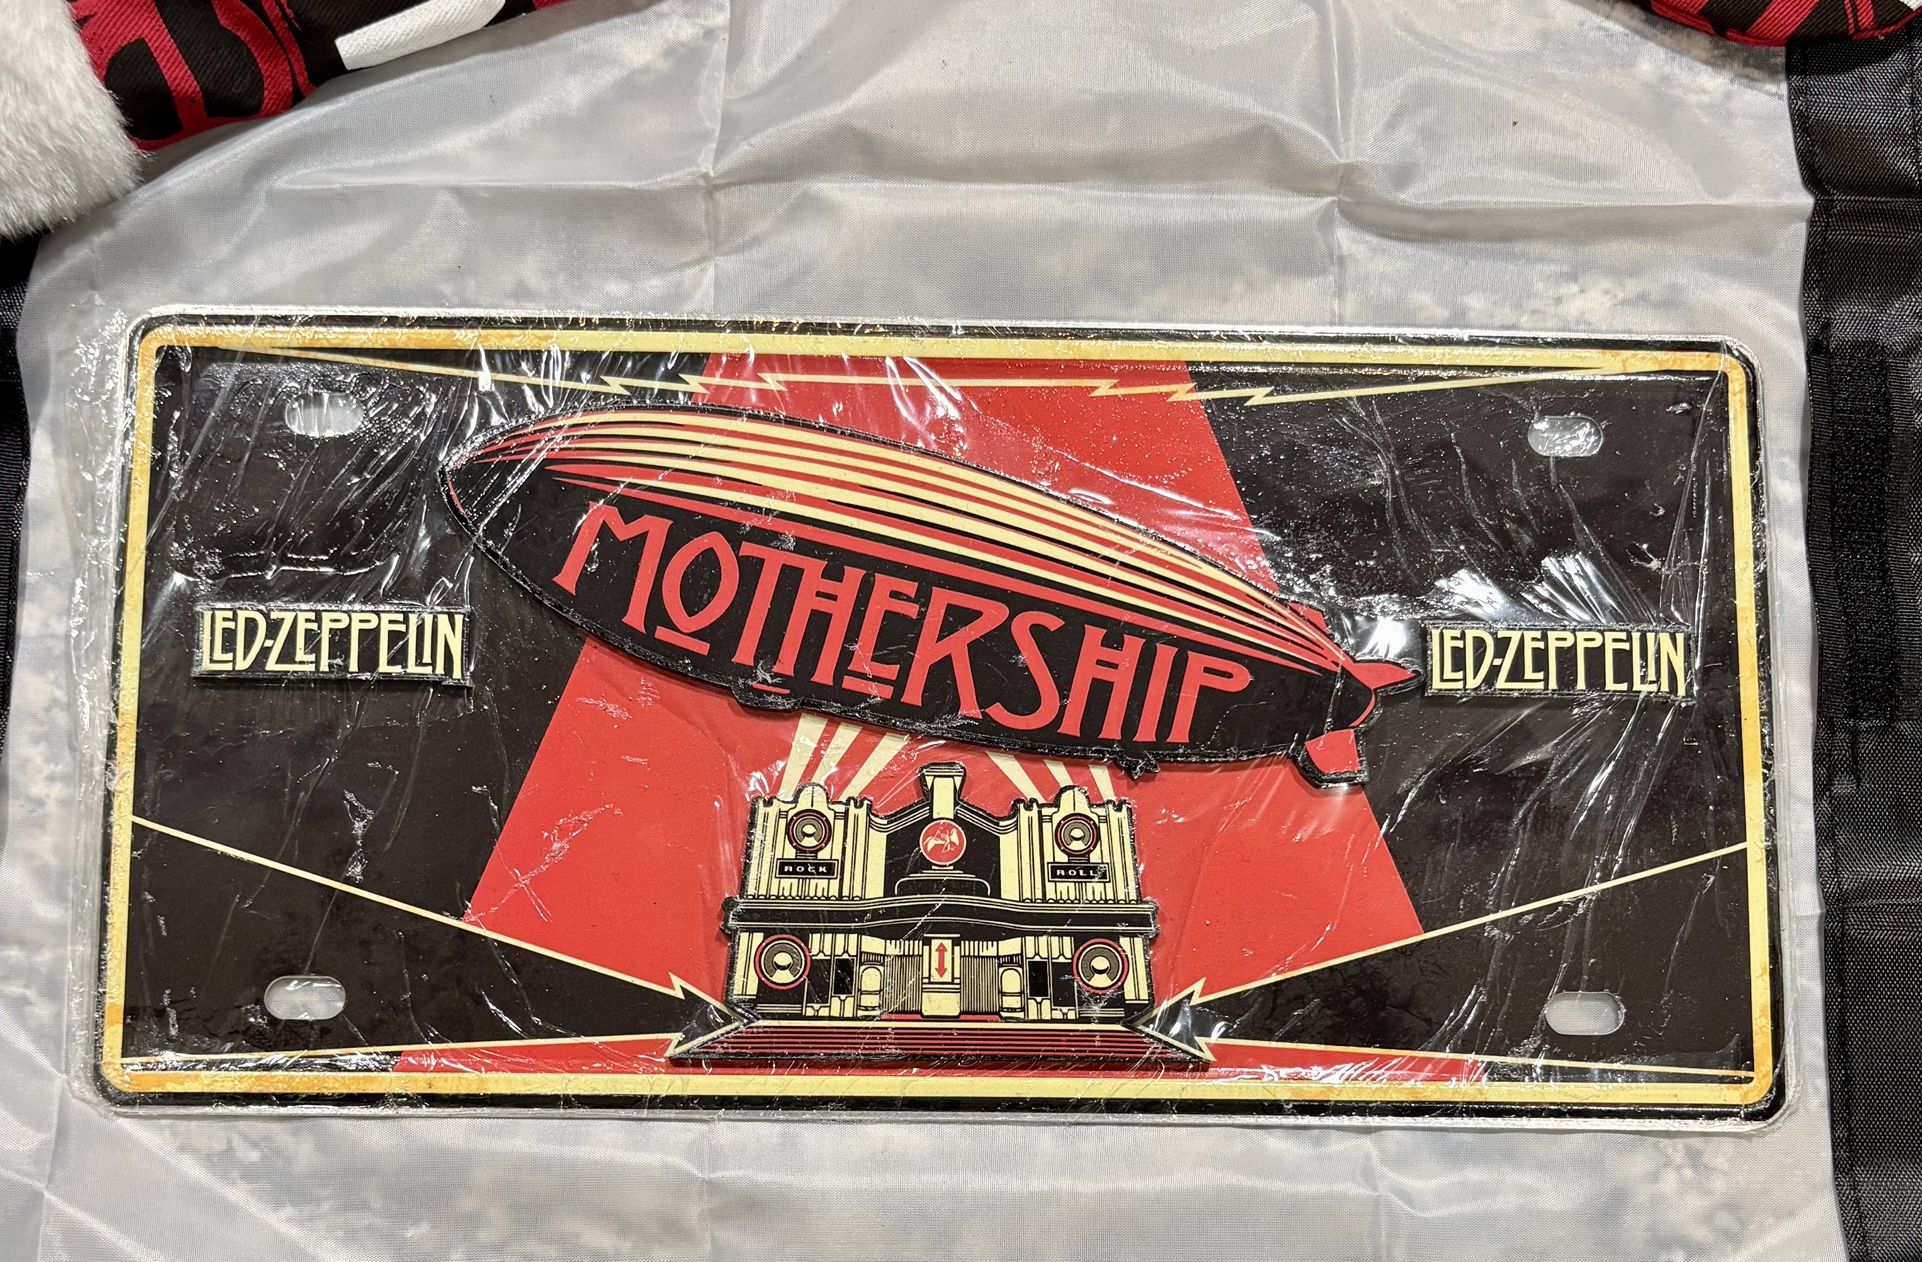 MOTHERSHIP
LED-ZEPPELIN
LED-ZEPPELIN
ROCK
ROLL